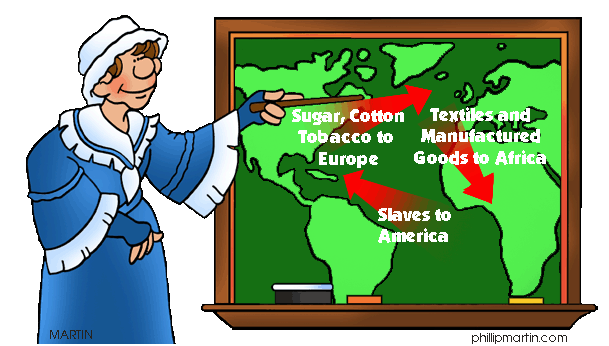 Sugar, Cotton
Tobacco to
Europe
Textiles and
Manufactured
Goods to Africa
Slaves to
America
MARTIN
phillipmartin.com